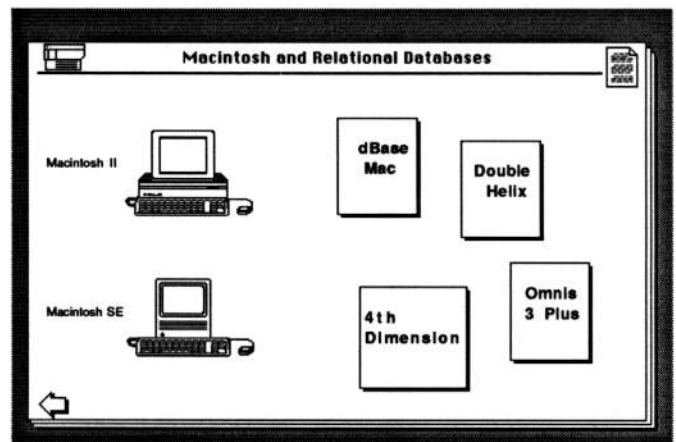 Macintosh and Relational Databases
Macintosh II
dBase
Mac
Double
Helix
Macintosh SE
4th
Dimension
Omnis
3 Plus